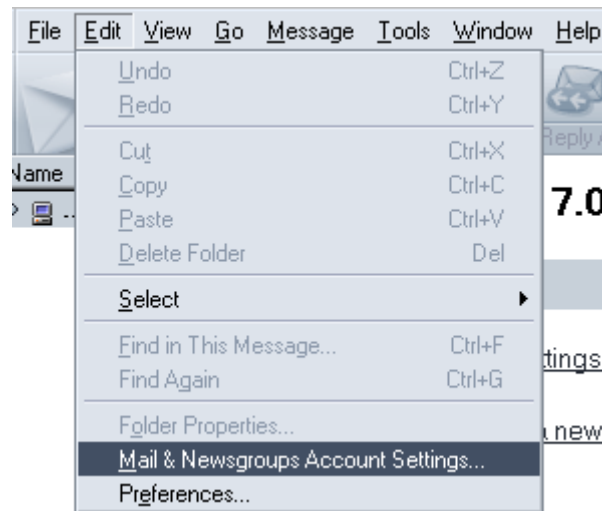 File Edit View Go Message Tools Window Help
Undo Ctrl+Z
Redo Ctrl+Y
Reply
Cut Ctrl+X
Name
Copy Ctrl+C
7.0
Paste Ctrl+V
Delete Folder Del
Select
Find in This Message... Ctrl+F
ttings
Find Again Ctrl+G
Folder Properties...
new
Mail & Newsgroups Account Settings...
Preferences...